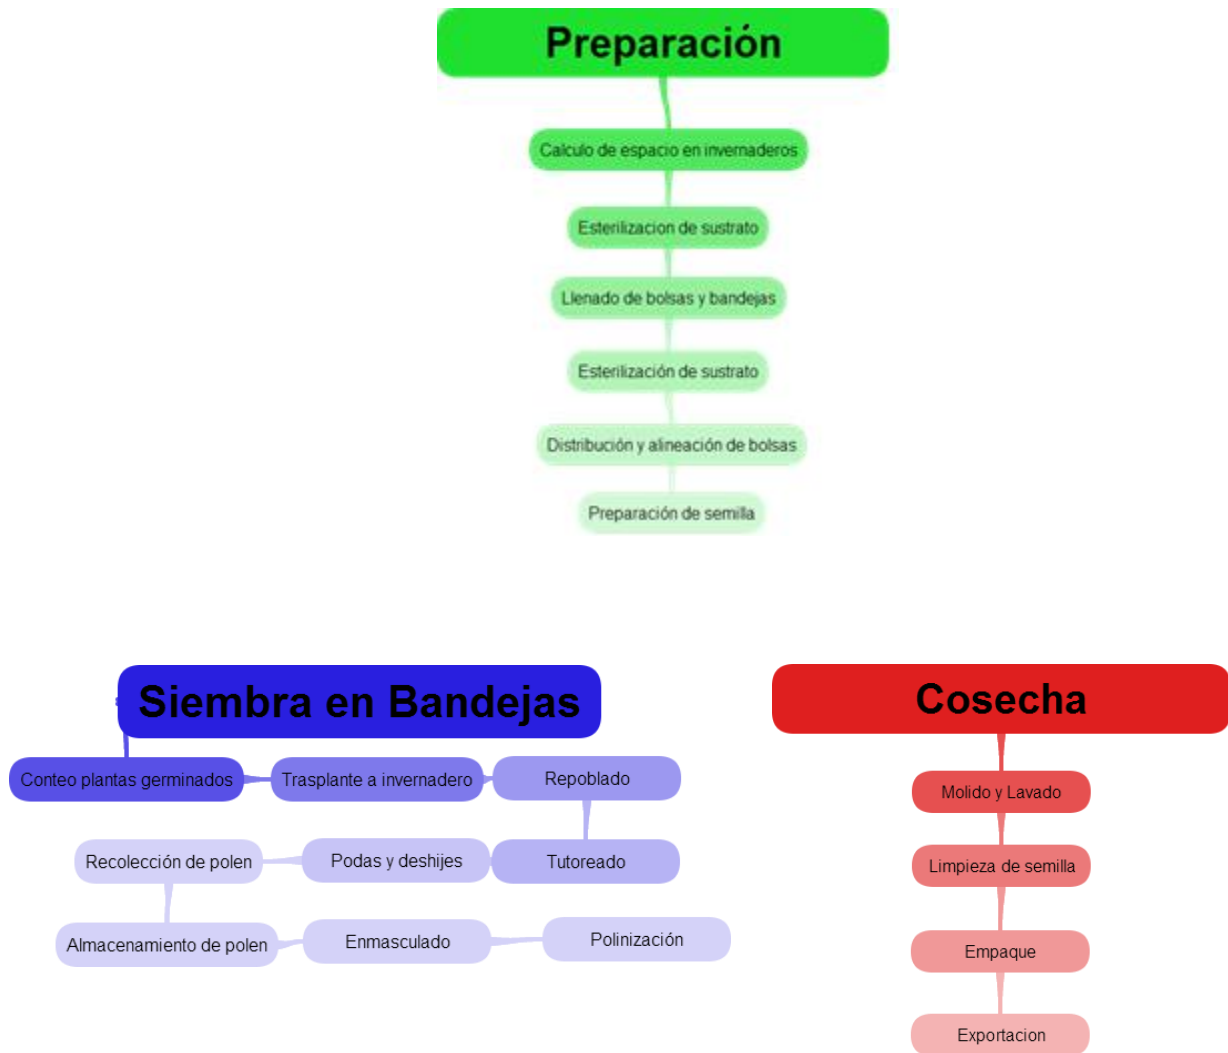 Preparación
Calculo de espacio en invernaderos
Esterilizacion de sustrato
Llenado de bolsas y bandejas
Esterilización de sustrato
Distribución y alineación de bolsas
Preparación de semilla
Siembra en Bandejas
Conteo plantas germinados
Trasplante a invernadero
Repoblado
Tutoreado
Podas y deshijes
Recolección de polen
Almacenamiento de polen
Enmasculado
Polinización
Cosecha
Molido y Lavado
Limpieza de semilla
Empaque
Exportacion